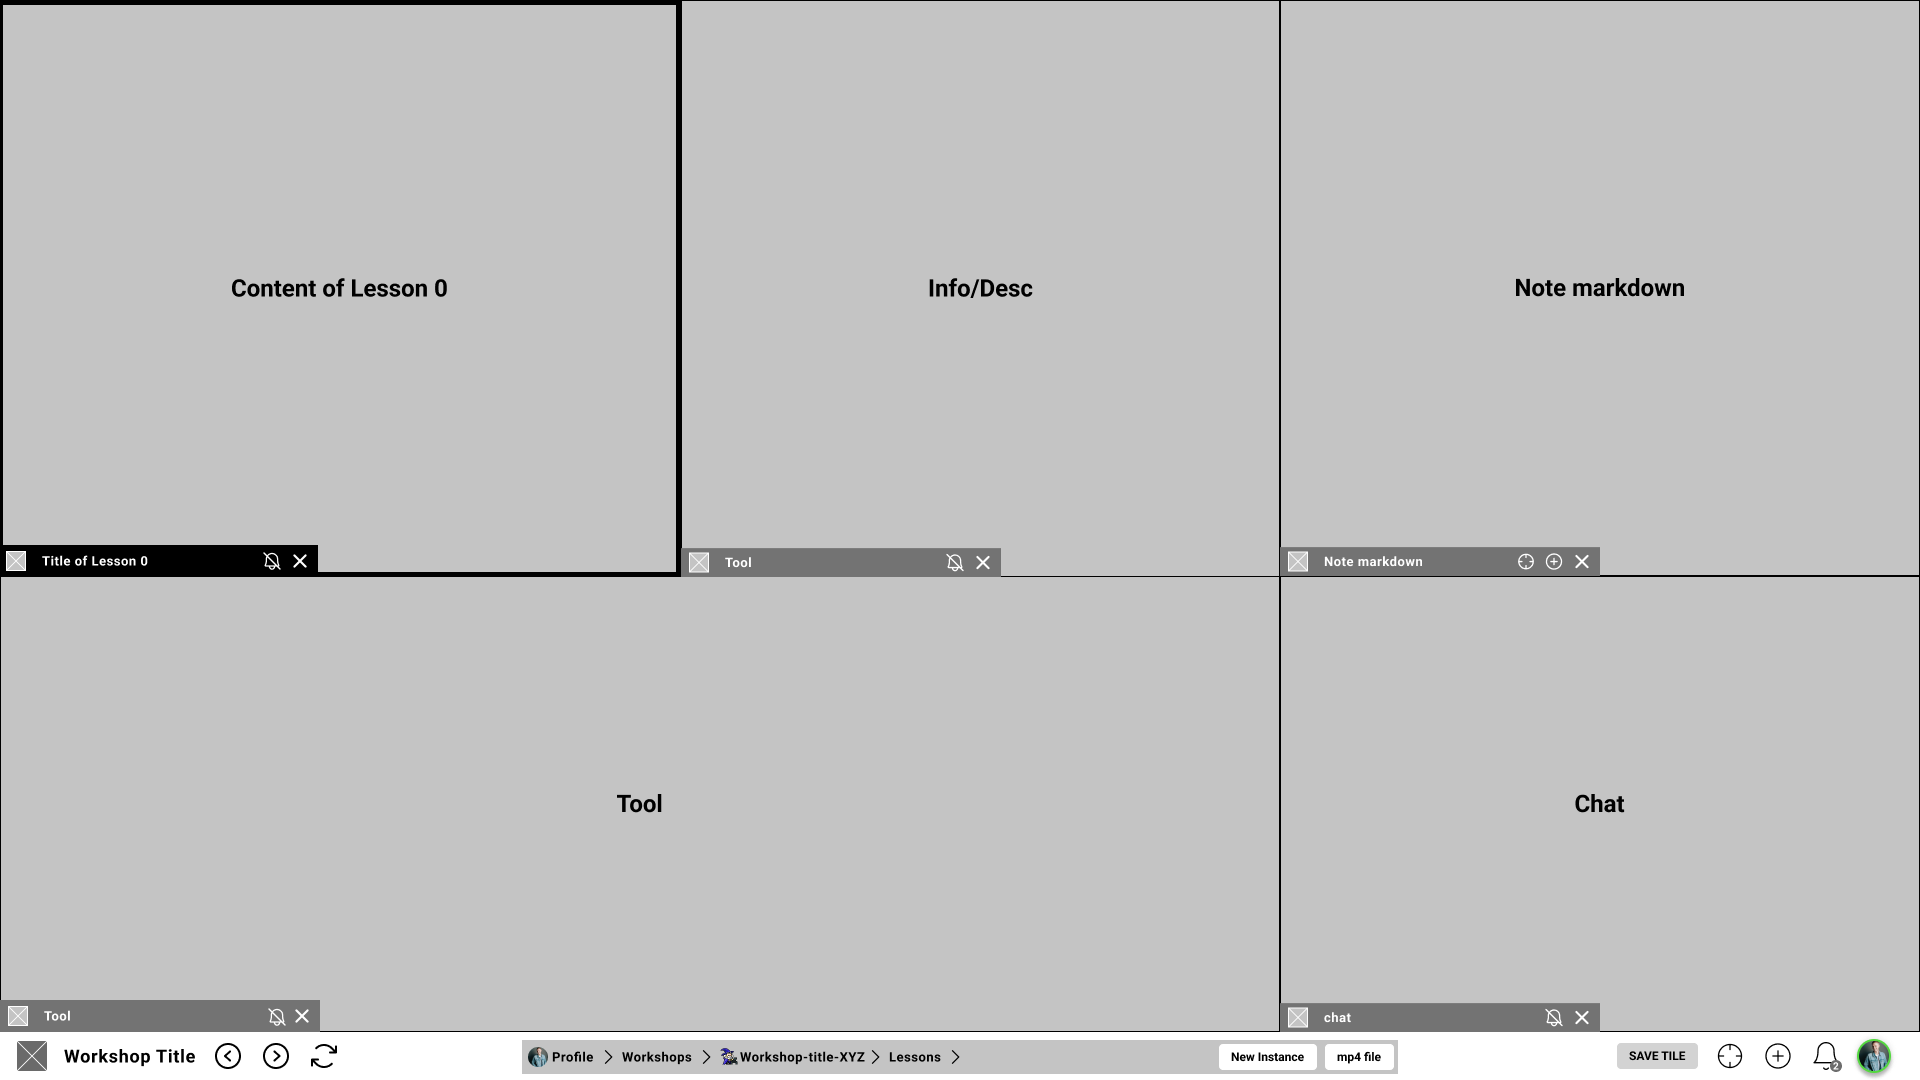 Content of Lesson 0
Info/Desc
Note markdown
Title of Lesson 0
Tool
Note markdown
Tool
Chat
Tool
chat
Workshop Title
Profile
Workshops
Workshop-title-XYZ
Lessons
New Instance
mp4 file
SAVE TILE
2